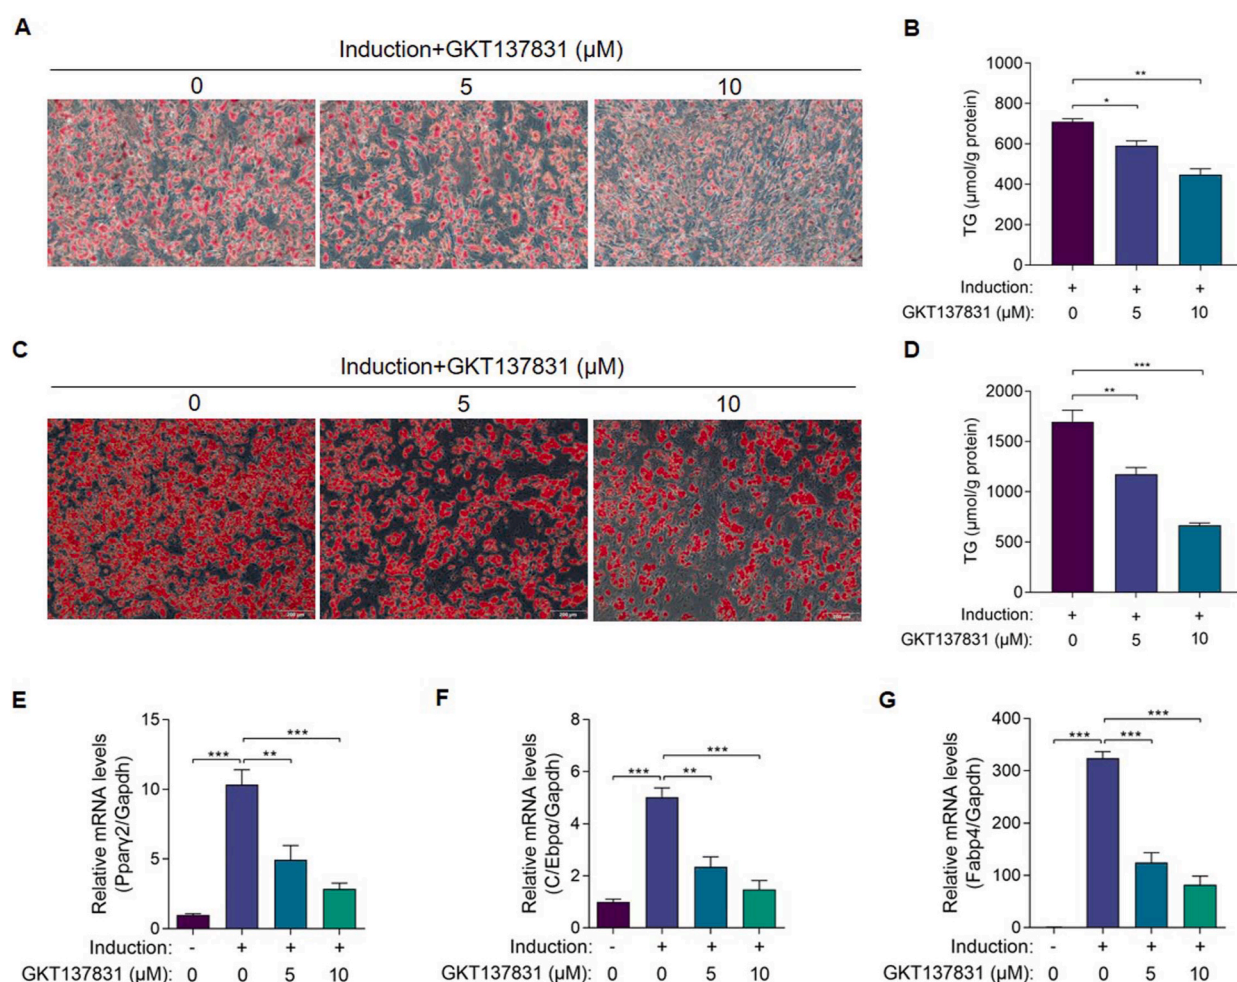 A
Induction+GKT137831 (μM)
0 5 10
B
TG (μmol/g protein)
1000
800
600
400
200
0
**
*
Induction: + + +
GKT137831 (μM): 0 5 10
C
Induction+GKT137831 (μM)
0 5 10
200 μm
D
TG (μmol/g protein)
2000
1500
1000
500
0
***
**
Induction: + + +
GKT137831 (μM): 0 5 10
E
Relative mRNA levels
(Pparγ2/Gapdh)
15
10
5
0
***
*** **
Induction: - + + +
GKT137831 (μM): 0 0 5 10
F
Relative mRNA levels
(C/Ebpα/Gapdh)
8
6
4
2
0
***
*** **
Induction: - + + +
GKT137831 (μM): 0 0 5 10
G
Relative mRNA levels
(Fabp4/Gapdh)
400
300
200
100
0
***
*** ***
Induction: - + + +
GKT137831 (μM): 0 0 5 10